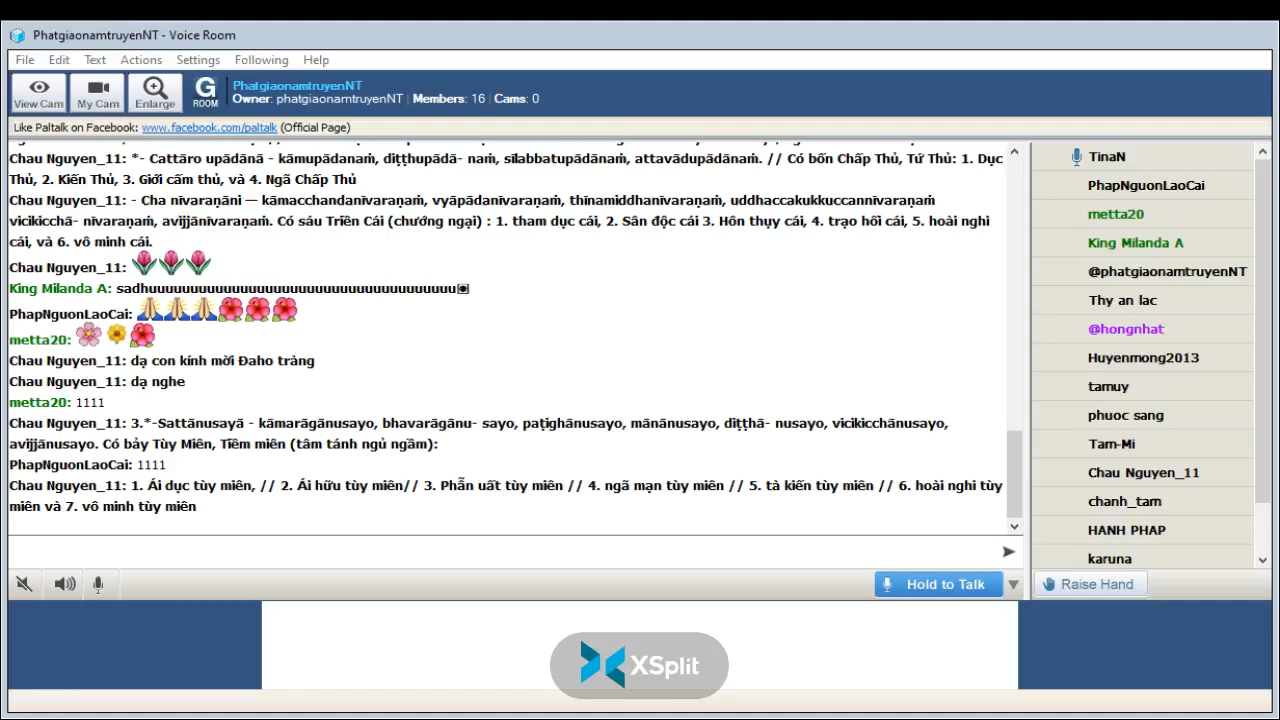 PhatgiaonamtruyenNT - Voice Room
File Edit Text Actions Settings Following Help
View Cam
My Cam
Enlarge
G
ROOM
PhatgiaonamtruyenNT
Owner: phatgiaonamtruyenNT | Members: 16 | Cams: 0
Like Paltalk on Facebook: www.facebook.com/paltalk (Official Page)
Chau Nguyen_11: *- Cattāro upādānā - kāmupādanaṁ, diṭṭhupādā- naṁ, sīlabbatupādānaṁ, attavādupādānaṁ. // Có bốn Chấp Thủ, Tứ Thủ: 1. Dục
Thủ, 2. Kiến Thủ, 3. Giới cấm thủ, và 4. Ngã Chấp Thủ
Chau Nguyen_11: - Cha nīvaraṇāni — kāmacchandanīvaraṇaṁ, vyāpādanīvaraṇaṁ, thīnamiddhanīvaraṇaṁ, uddhaccakukkuccannīvaraṇaṁ
vicikicchā- nīvaraṇaṁ, avijjānīvaraṇaṁ. Có sáu Triền Cái (chướng ngại) : 1. tham dục cái, 2. Sân độc cái 3. Hôn thụy cái, 4. trạo hối cái, 5. hoài nghi
cái, và 6. vô minh cái.
Chau Nguyen_11:
King Milanda A: sadhuuuuuuuuuuuuuuuuuuuuuuuuuuuuuuuuuuu
PhapNguonLaoCai:
metta20:
Chau Nguyen_11: dạ con kính mời Đaho tràng
Chau Nguyen_11: dạ nghe
metta20: 1111
Chau Nguyen_11: 3.*-Sattānusayā - kāmarāgānusayo, bhavarāgānu- sayo, paṭighānusayo, mānānusayo, diṭṭhā- nusayo, vicikicchānusayo,
avijjānusayo. Có bảy Tùy Miên, Tiềm miên (tâm tánh ngủ ngầm):
PhapNguonLaoCai: 1111
Chau Nguyen_11: 1. Ái dục tùy miên, // 2. Ái hữu tùy miên// 3. Phẫn uất tùy miên // 4. ngã mạn tùy miên // 5. tà kiến tùy miên // 6. hoài nghi tùy
miên và 7. vô minh tùy miên
TinaN
PhapNguonLaoCai
metta20
King Milanda A
@phatgiaonamtruyenNT
Thy an lac
@hongnhat
Huyenmong2013
tamuy
phuoc sang
Tam-Mi
Chau Nguyen_11
chanh_tam
HANH PHAP
karuna
Hold to Talk
Raise Hand
XSplit